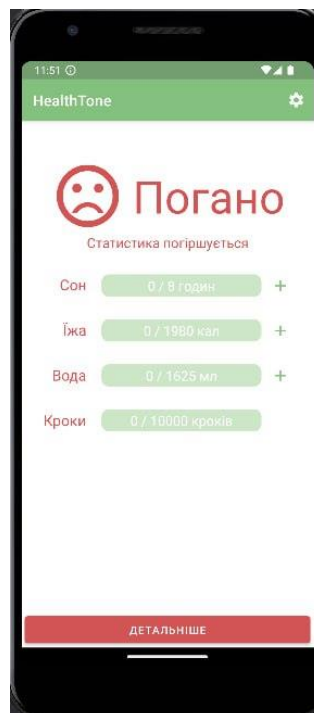 11:51
HealthTone
Погано
Статистика погіршується
Сон 0 / 8 годин +
Їжа 0 / 1980 кал +
Вода 0 / 1625 мл +
Кроки 0 / 10000 кроків
ДЕТАЛЬНІШЕ